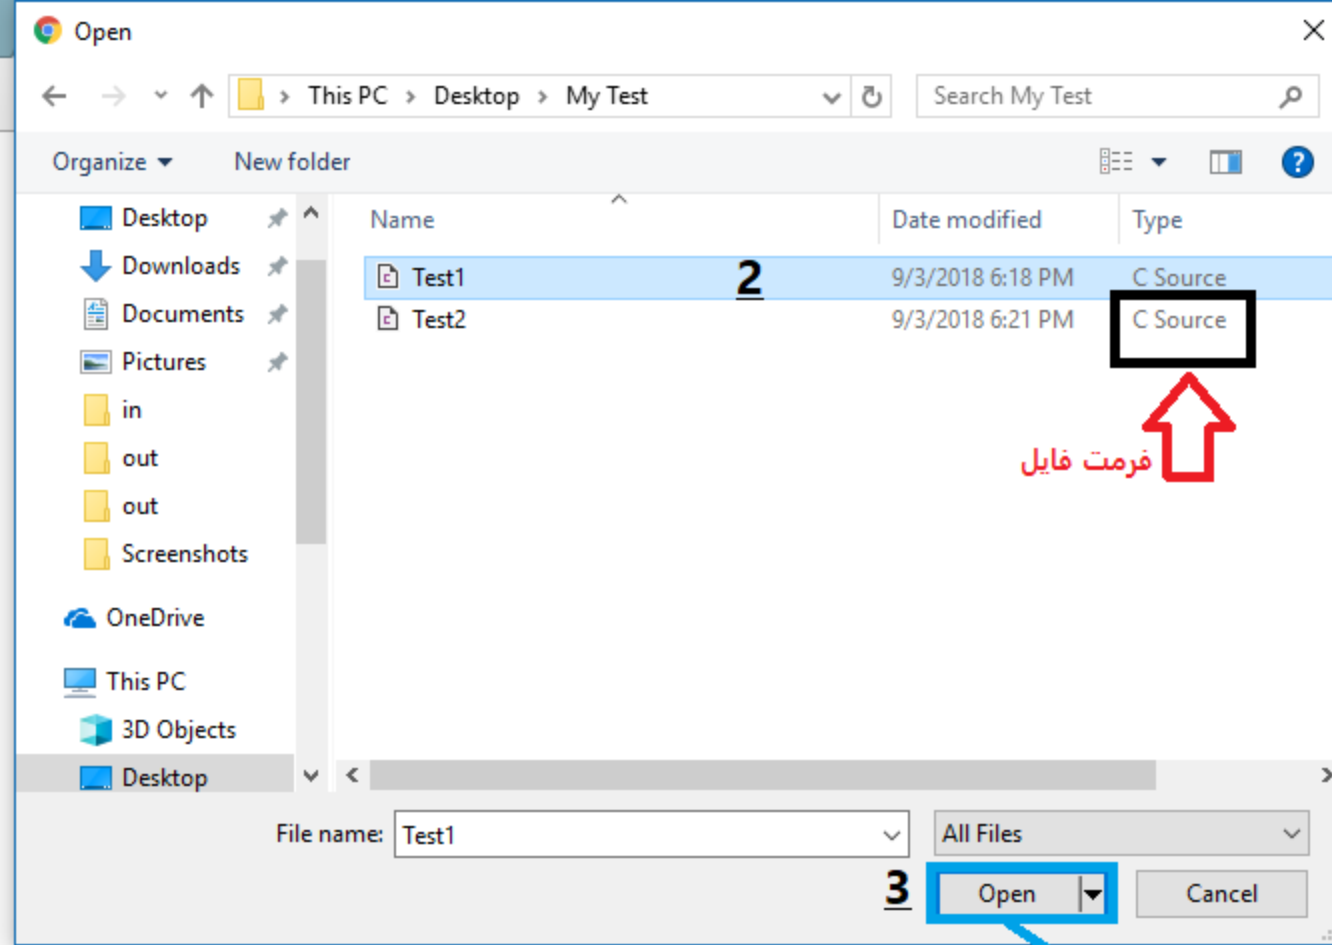 Open
This PC > Desktop > My Test
Search My Test
Organize
New folder
Name
Date modified
Type
Desktop
Downloads
Documents
Pictures
in
out
out
Screenshots
OneDrive
This PC
3D Objects
Desktop
Test1
2
9/3/2018 6:18 PM
C Source
Test2
9/3/2018 6:21 PM
C Source
فرمت فایل
File name:
Test1
All Files
3
Open
Cancel